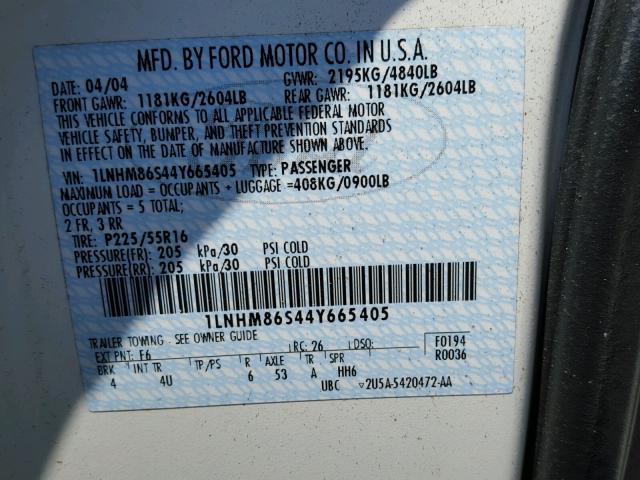 MFD. BY FORD MOTOR CO. IN U.S.A.
DATE: 04/04 GVWR: 2195KG/4840LB
FRONT GAWR: 1181KG/2604LB REAR GAWR: 1181KG/2604LB
THIS VEHICLE CONFORMS TO ALL APPLICABLE FEDERAL MOTOR
VEHICLE SAFETY, BUMPER, AND THEFT PREVENTION STANDARDS
IN EFFECT ON THE DATE OF MANUFACTURE SHOWN ABOVE.
VIN: 1LNHM86S44Y665405 TYPE: PASSENGER
MAXIMUM LOAD = OCCUPANTS + LUGGAGE =408KG/0900LB
OCCUPANTS = 5 TOTAL;
2 FR, 3 RR
TIRE: P225/55R16
PRESSURE(FR) = 205 kPa/30 PSI COLD
PRESSURE(RR) = 205 kPa/30 PSI COLD
1LNHM86S44Y665405
TRAILER TOWING - SEE OWNER GUIDE
EXT PNT: F6 RC: 26 DSO: F0194
BRK INT TR TP/PS R AXLE TR SPR R0036
4 4U 6 53 A HH6
UBC ▽2U5A-5420472-AA